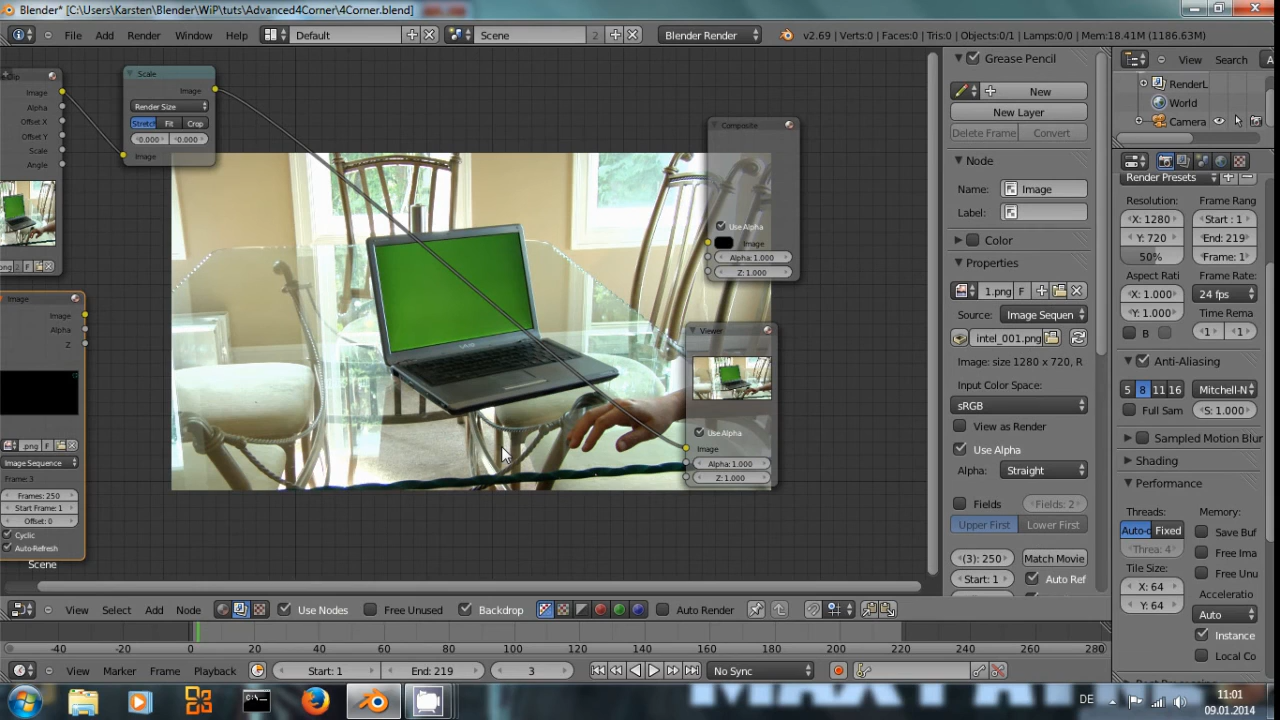 Blender* [C:\Users\Karsten\Blender\WiP\tuts\Advanced4Corner\4Corner.blend]
File Add Render Window Help Default Scene 2 Blender Render v2.69 | Verts:0 | Faces:0 | Tris:0 | Objects:0/1 | Lamps:0/0 | Mem:18.41M (1186.63M)
Image
Alpha
Offset X
Offset Y
Scale
Angle
Scale
Image
Render Size
Fit Crop
0.000 0.000
Image
Image
Image
Alpha
Z
.png F
Image Sequence
Frame: 3
Frames: 250
Start Frame: 1
Offset: 0
Cyclic
Auto-Refresh
Scene
Composite
Use Alpha
Image
Alpha: 1.000
Z: 1.000
Viewer
Use Alpha
Image
Alpha: 1.000
Z: 1.000
VAIO
Grease Pencil
New
New Layer
Delete Frame Convert
Node
Name: Image
Label:
Color
Properties
1.png F
Source: Image Sequen
intel_001.png
Image: size 1280 x 720, R
Input Color Space:
sRGB
View as Render
Use Alpha
Alpha: Straight
Fields Fields: 2
Upper First Lower First
(3): 250 Match Movie
Start: 1 Auto Ref
View Search A
RenderL
World
Camera
Render Presets
Resolution: Frame Rang
X: 1280 Start : 1
Y: 720 End: 219
50% Frame: 1
Aspect Rati Frame Rate:
X: 1.000 24 fps
Y: 1.000 Time Rema
B 1 1
Anti-Aliasing
5 8 11 16 Mitchell-N
Full Sam S: 1.000
Sampled Motion Blur
Shading
Performance
Threads: Memory:
Auto-d Fixed Save Buf
Threa: 4 Free Ima
Tile Size: Free Unu
X: 64 Acceleratio
Y: 64 Auto
Instance
Local Co
View Select Add Node Use Nodes Free Unused Backdrop Auto Render
-40 -20 0 20 40 60 80 100 120 140 160 180 200 220 240 260 280
View Marker Frame Playback Start: 1 End: 219 3 No Sync
DE 11:01
09.01.2014